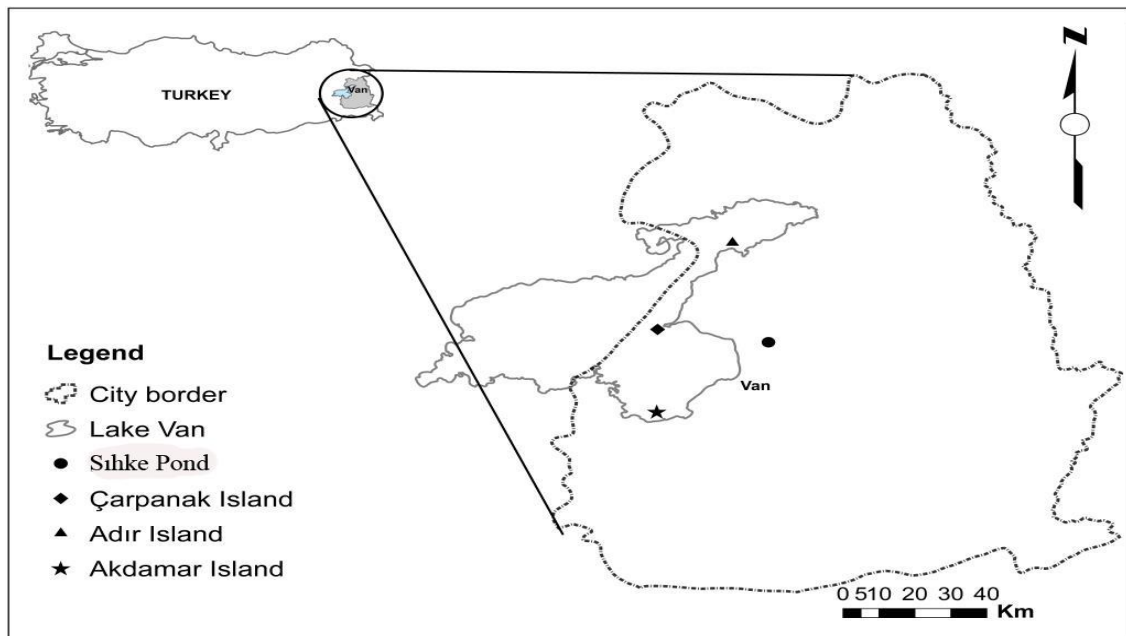 TURKEY
Van
N
Van
Legend
City border
Lake Van
Sıhke Pond
Çarpanak Island
Adır Island
Akdamar Island
0 510 20 30 40
Km